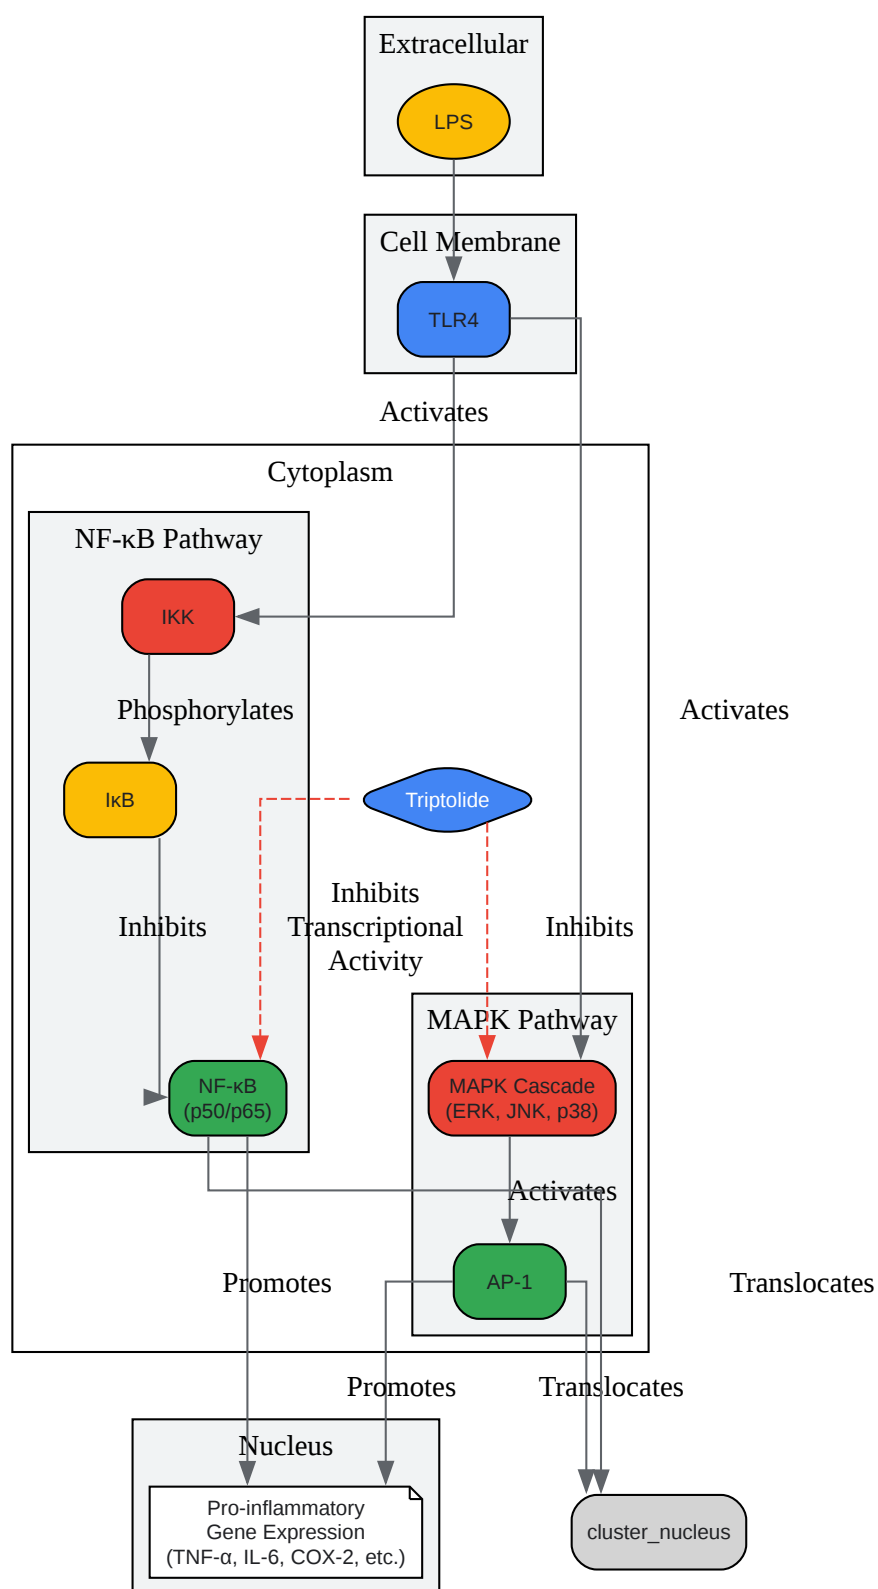 Extracellular
LPS
Cell Membrane
TLR4
Activates
Cytoplasm
NF-κB Pathway
IKK
Phosphorylates
Activates
IκB
Triptolide
Inhibits
Inhibits
Transcriptional
Activity
Inhibits
MAPK Pathway
NF-κB
(p50/p65)
MAPK Cascade
(ERK, JNK, p38)
Activates
AP-1
Promotes
Translocates
Promotes
Translocates
Nucleus
Pro-inflammatory
Gene Expression
(TNF-α, IL-6, COX-2, etc.)
cluster_nucleus